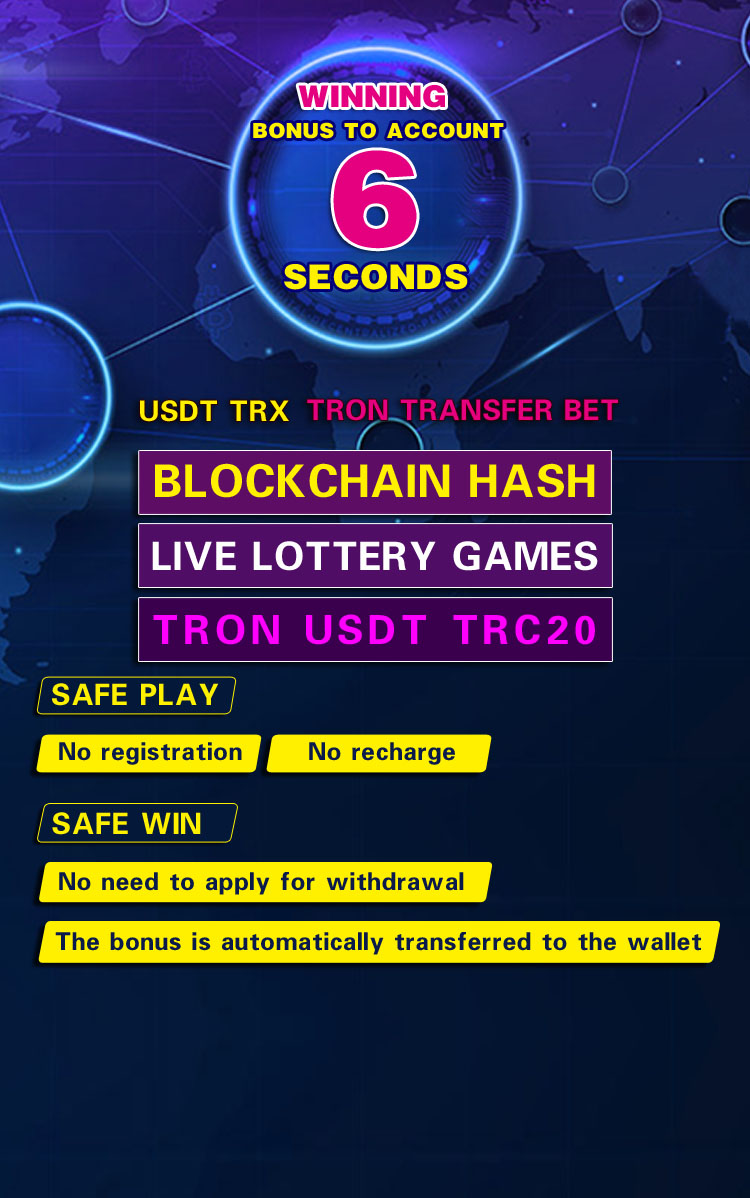 WINNING
BONUS TO ACCOUNT
6
SECONDS
USDT TRX TRON TRANSFER BET
BLOCKCHAIN HASH
LIVE LOTTERY GAMES
TRON USDT TRC20
SAFE PLAY
No registration No recharge
SAFE WIN
No need to apply for withdrawal
The bonus is automatically transferred to the wallet